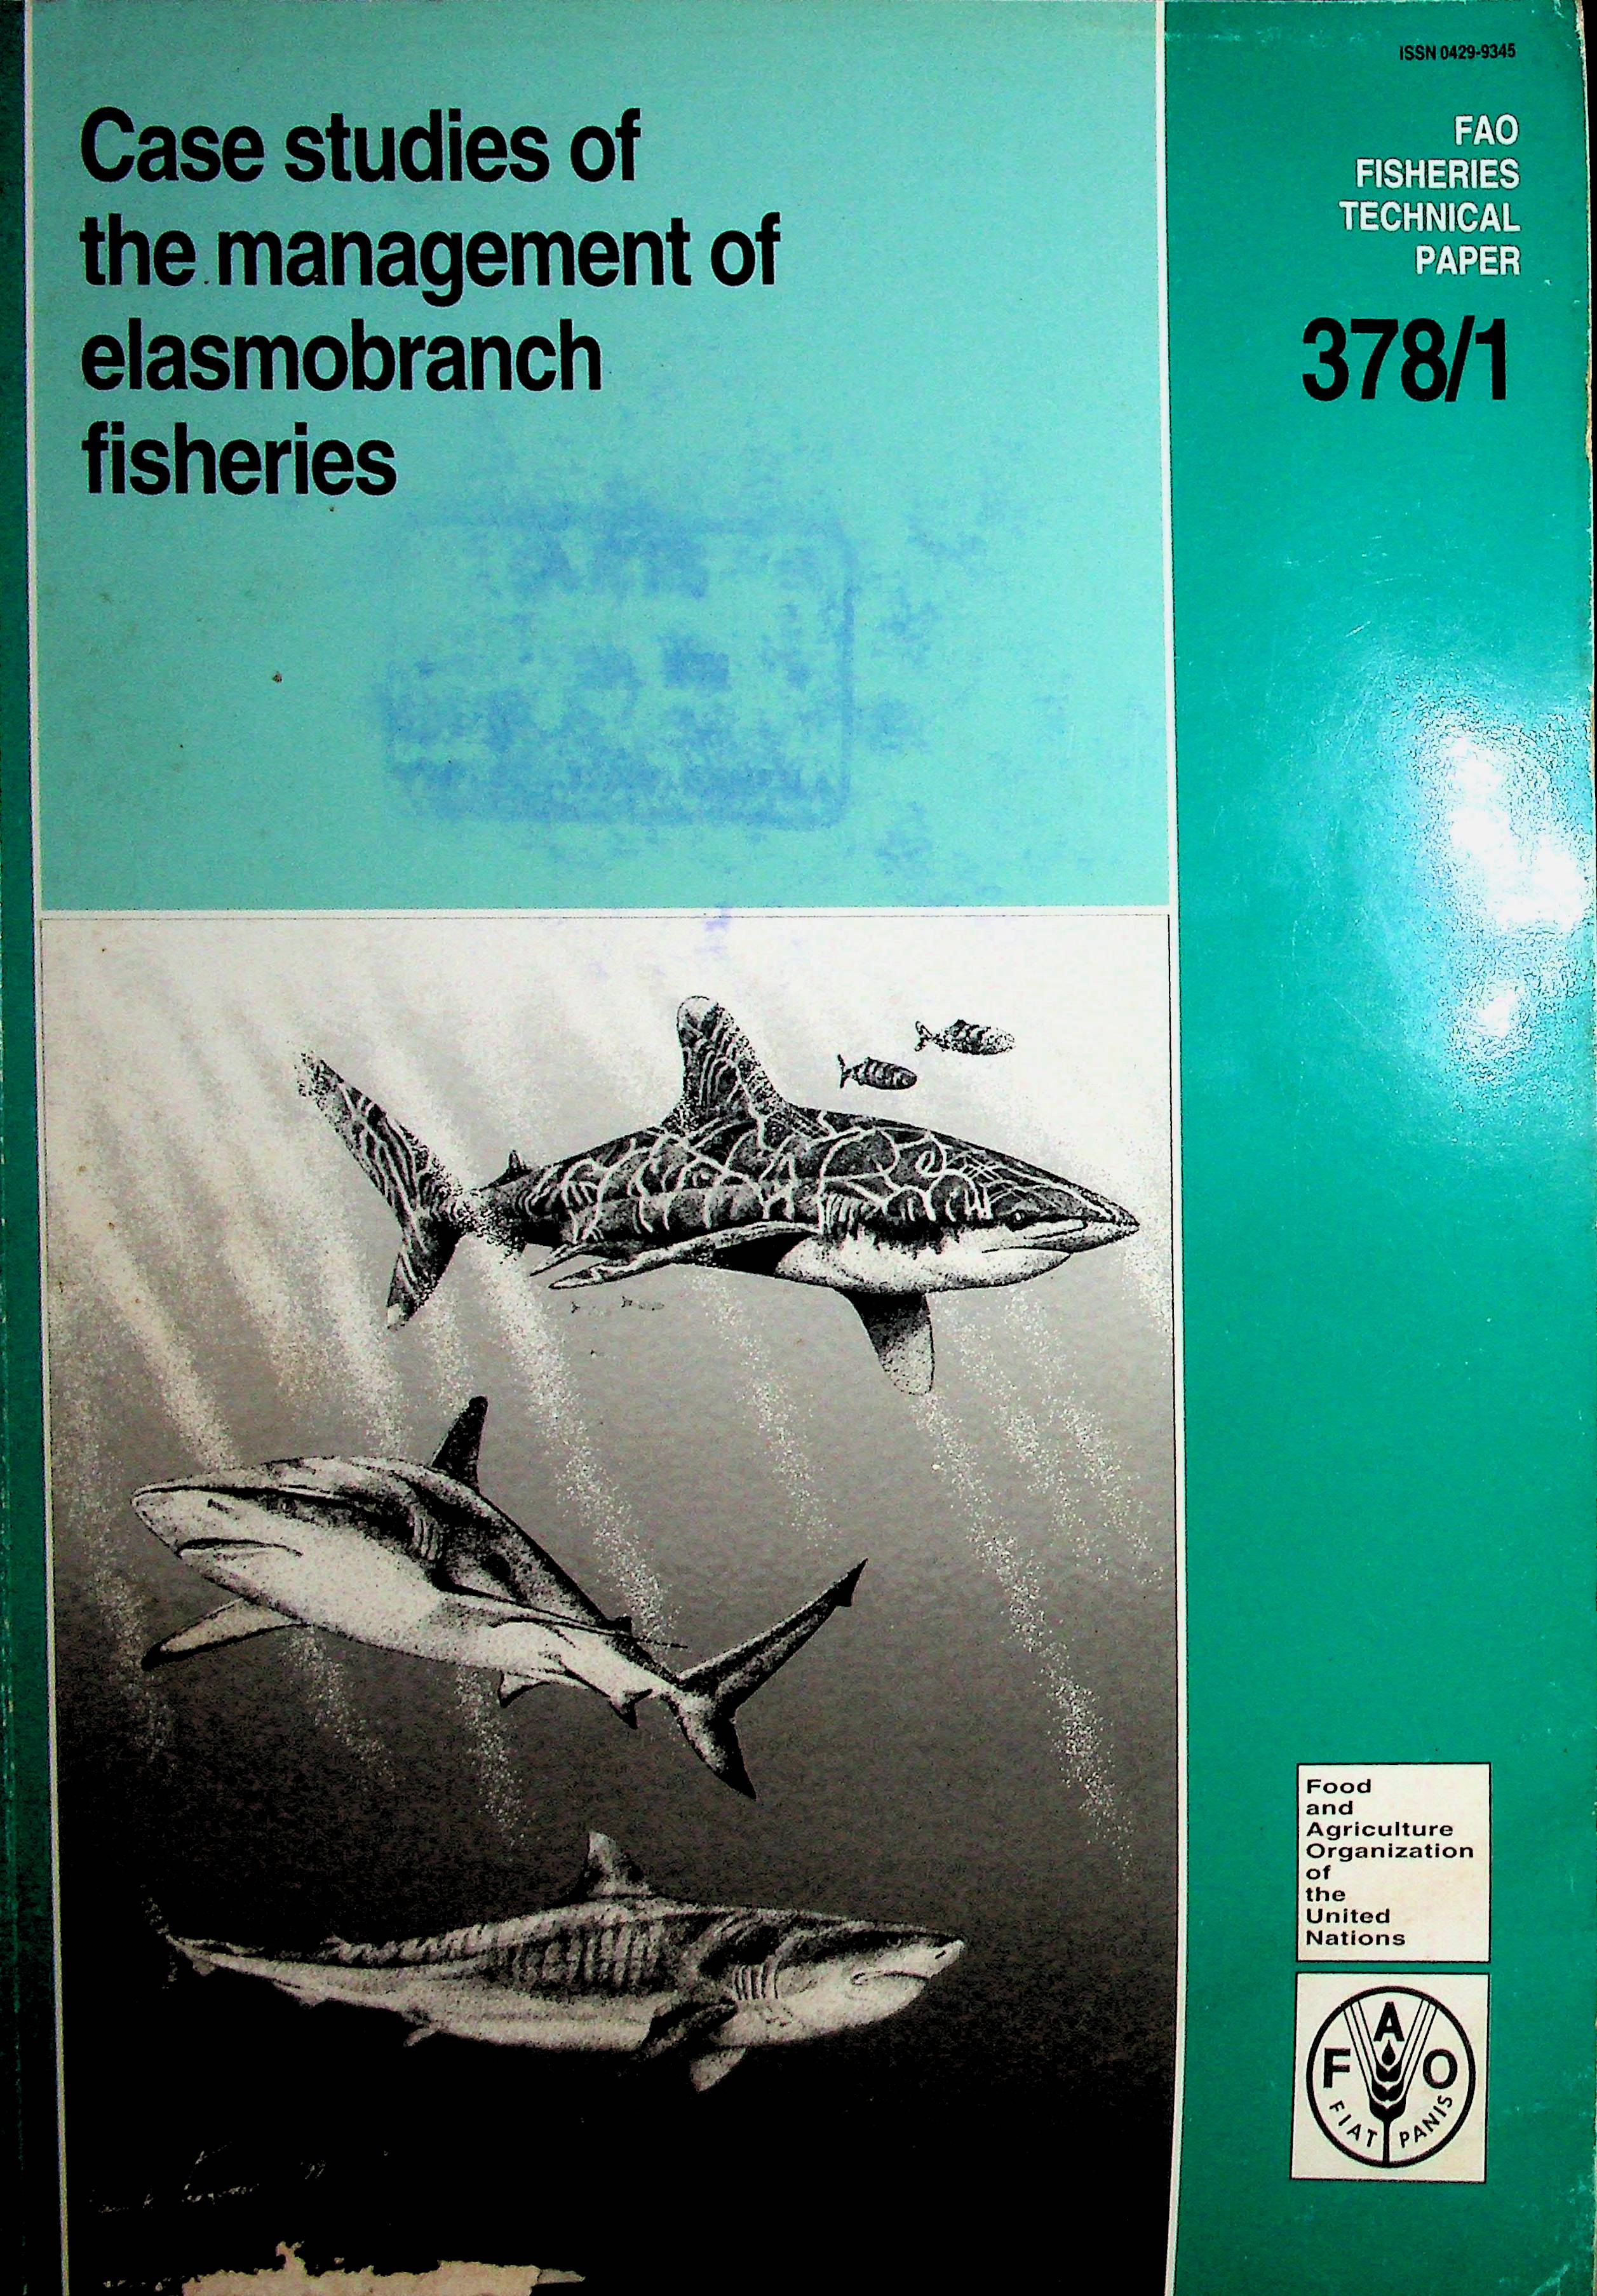 ISSN 0429-9345
Case studies of
the management of
elasmobranch
fisheries
FAO
FISHERIES
TECHNICAL
PAPER
378/1
Food
and
Agriculture
Organization
of
the
United
Nations
F A O
FIAT PANIS